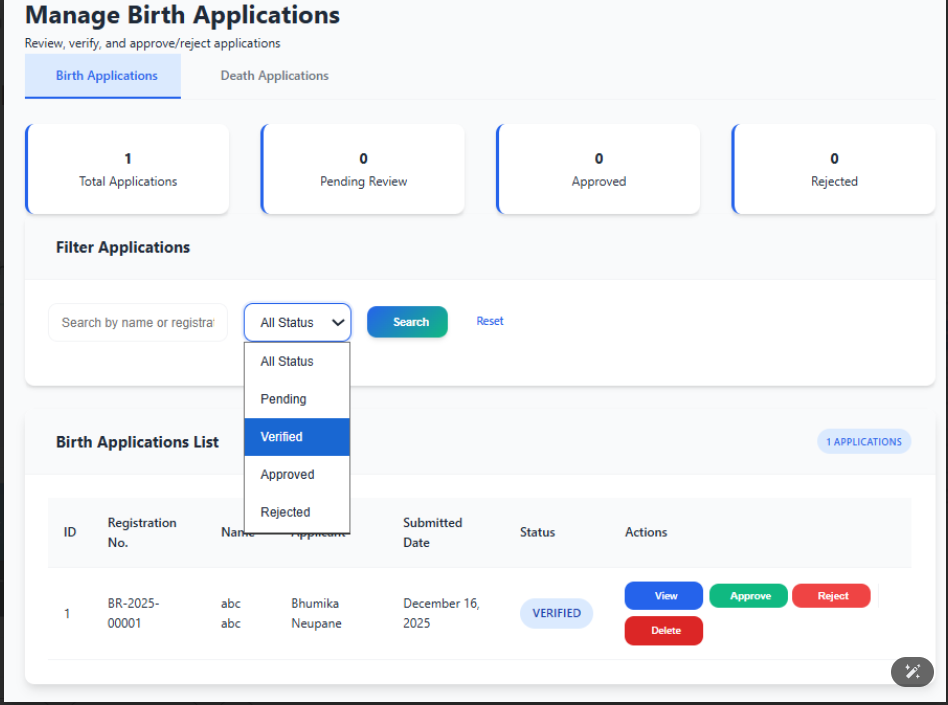 Manage Birth Applications
Review, verify, and approve/reject applications
Birth Applications
Death Applications
1
Total Applications
0
Pending Review
0
Approved
0
Rejected
Filter Applications
Search by name or registrat
All Status
Search
Reset
All Status
Pending
Verified
Approved
Rejected
Birth Applications List
1 APPLICATIONS
ID
Registration
No.
Name
Applicant
Submitted
Date
Status
Actions
1
BR-2025-
00001
abc
abc
Bhumika
Neupane
December 16,
2025
VERIFIED
View
Approve
Reject
Delete